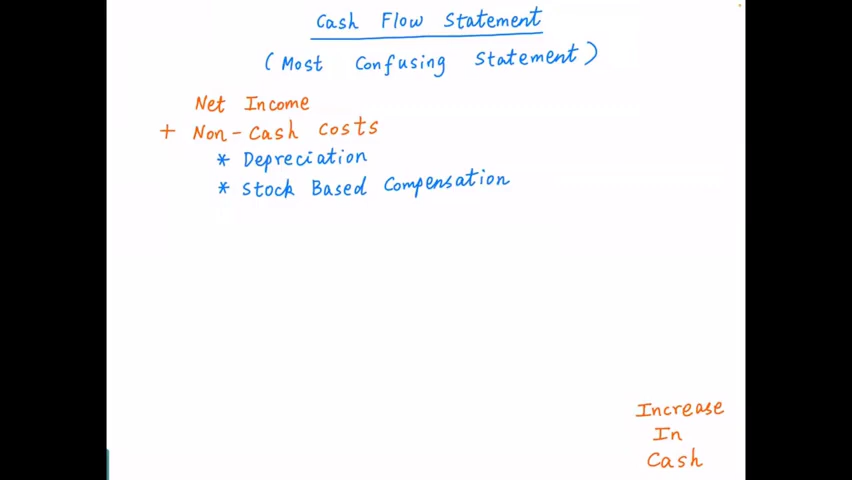 Cash Flow Statement
(Most Confusing Statement)
Net Income
+ Non-Cash Costs
* Depreciation
* Stock Based Compensation
Increase
In
Cash